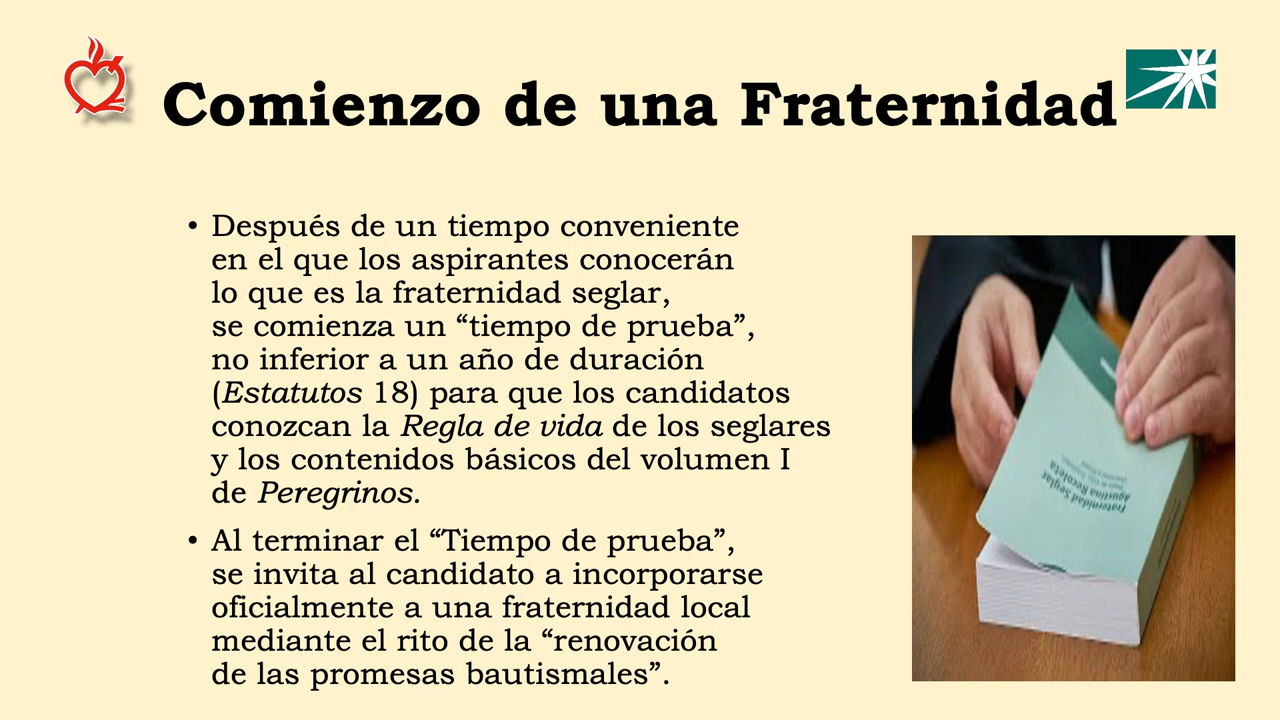 Comienzo de una Fraternidad
• Después de un tiempo conveniente
en el que los aspirantes conocerán
lo que es la fraternidad seglar,
se comienza un “tiempo de prueba”,
no inferior a un año de duración
(Estatutos 18) para que los candidatos
conozcan la Regla de vida de los seglares
y los contenidos básicos del volumen I
de Peregrinos.
• Al terminar el “Tiempo de prueba”,
se invita al candidato a incorporarse
oficialmente a una fraternidad local
mediante el rito de la “renovación
de las promesas bautismales”.
Fraternidad Seglar
Agustina Recoleta